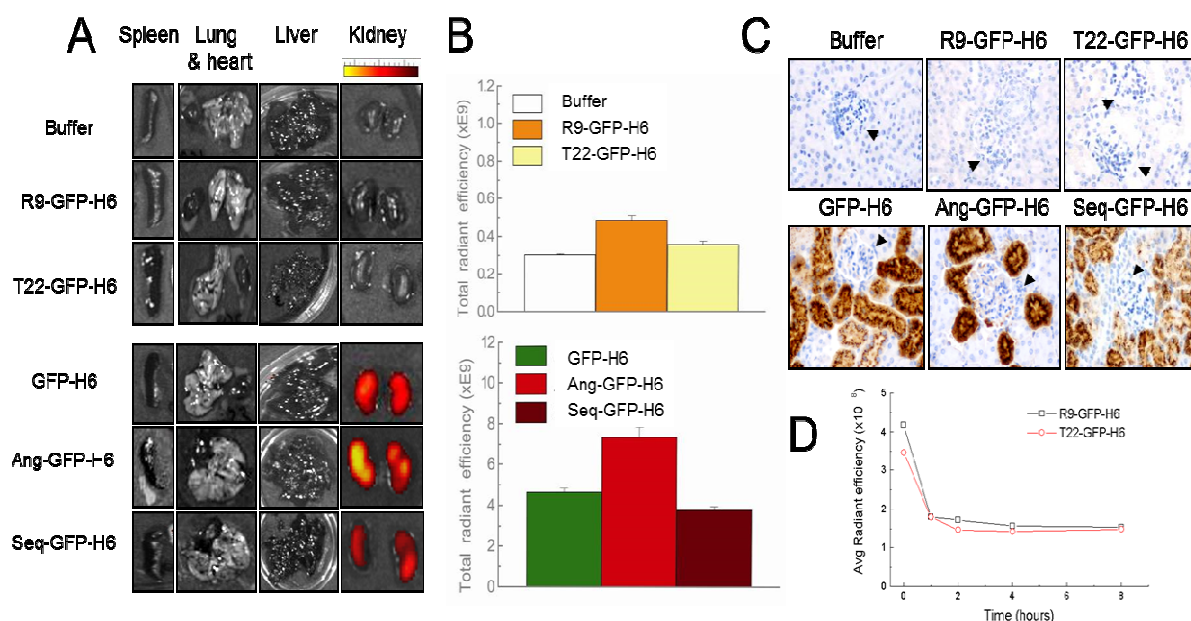 A
Spleen Lung & heart Liver Kidney
Buffer
R9-GFP-H6
T22-GFP-H6
GFP-H6
Ang-GFP-H6
Seq-GFP-H6
B
Total radiant efficiency (xE9)
1.2
1.0
0.8
0.6
0.4
0.2
0.0
Buffer
R9-GFP-H6
T22-GFP-H6
Total radiant efficiency (xE9)
12
10
8
6
4
2
0
GFP-H6
Ang-GFP-H6
Seq-GFP-H6
C
Buffer R9-GFP-H6 T22-GFP-H6
GFP-H6 Ang-GFP-H6 Seq-GFP-H6
D
Avg Radiant efficiency (x10⁻⁸)
5
4
3
2
1
0
R9-GFP-H6
T22-GFP-H6
0 2 4 6 8
Time (hours)